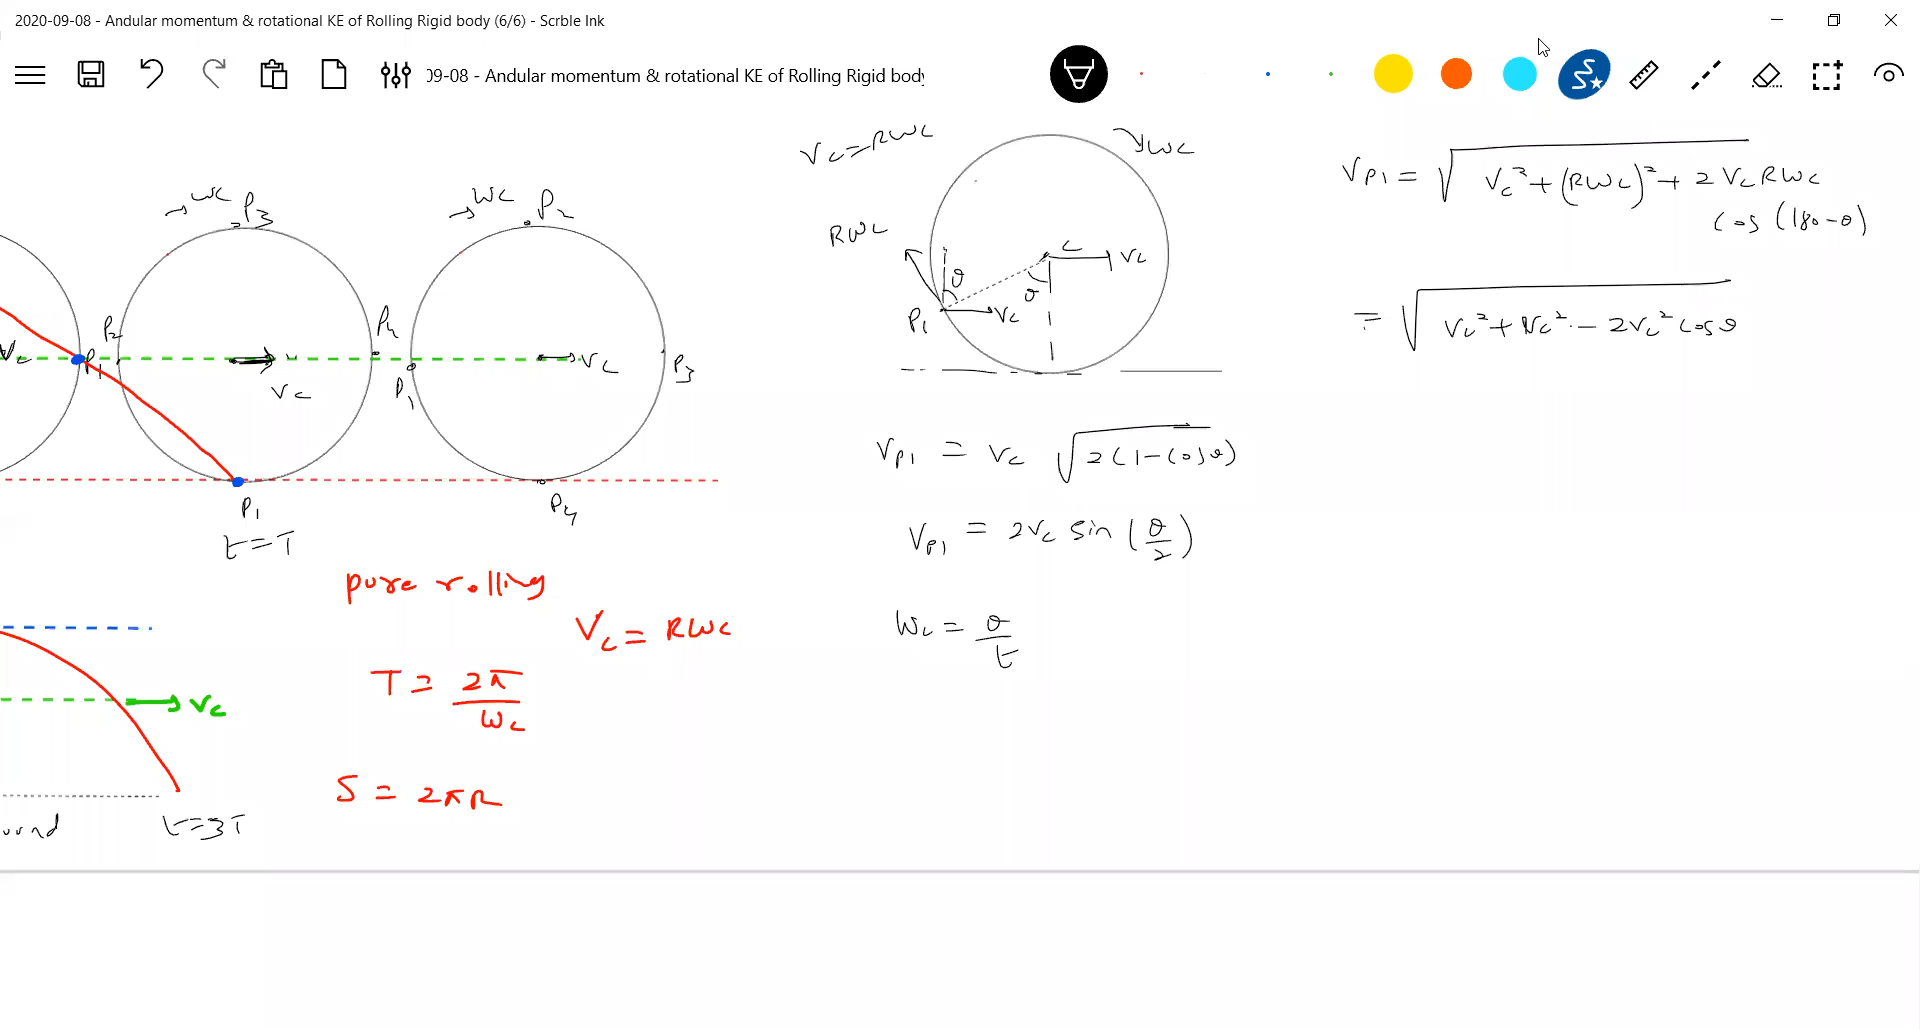 2020-09-08 - Andular momentum & rotational KE of Rolling Rigid body (6/6) - Scrble Ink
09-08 - Andular momentum & rotational KE of Rolling Rigid body
Vc = RWc
Wc
VP1 = √(Vc² + (RWc)² + 2VcRWc
cos (180-θ)
Wc P3
Wc P2
RWc
C
Vc
θ
θ
P1
Vc
= √(Vc² + Vc² - 2Vc² cosθ
P2
P4
Vc
P1
Vc
P1
Vc
P3
VP1 = Vc √2(1-cosθ)
P1
P4
t=T
VP1 = 2Vc sin (θ/2)
pure rolling
Vc = RWc
Wc = θ/t
T = 2π/Wc
Vc
S = 2πR
t=3T